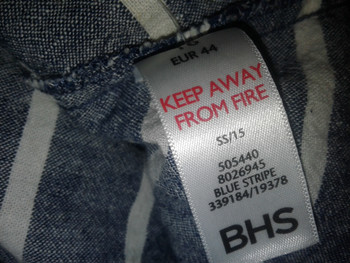 EUR 44
KEEP AWAY
FROM FIRE
SS/15
505440
8026945
BLUE STRIPE
339184/19378
BHS